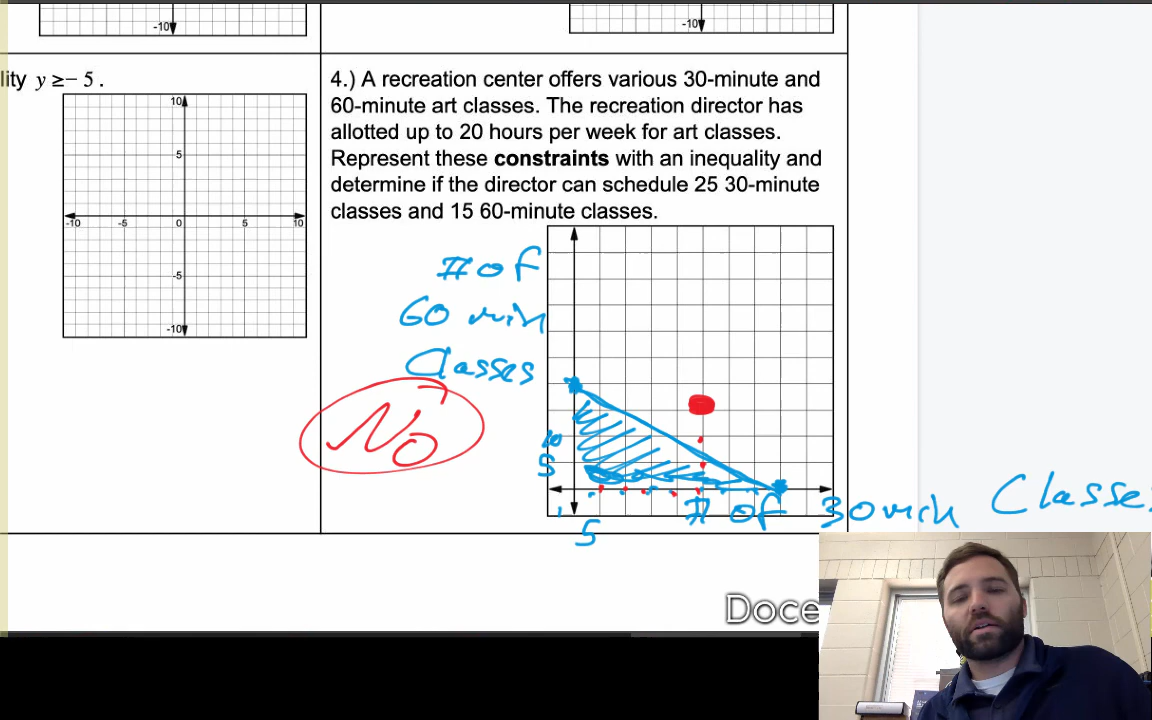 -10
-10
lity y ≥– 5 .
10
5
-10
-5
0
5
10
-5
-10
4.) A recreation center offers various 30-minute and
60-minute art classes. The recreation director has
allotted up to 20 hours per week for art classes.
Represent these constraints with an inequality and
determine if the director can schedule 25 30-minute
classes and 15 60-minute classes.
# of
60 min
Classes
No
10
5
5
# of 30 min Classes
Doce